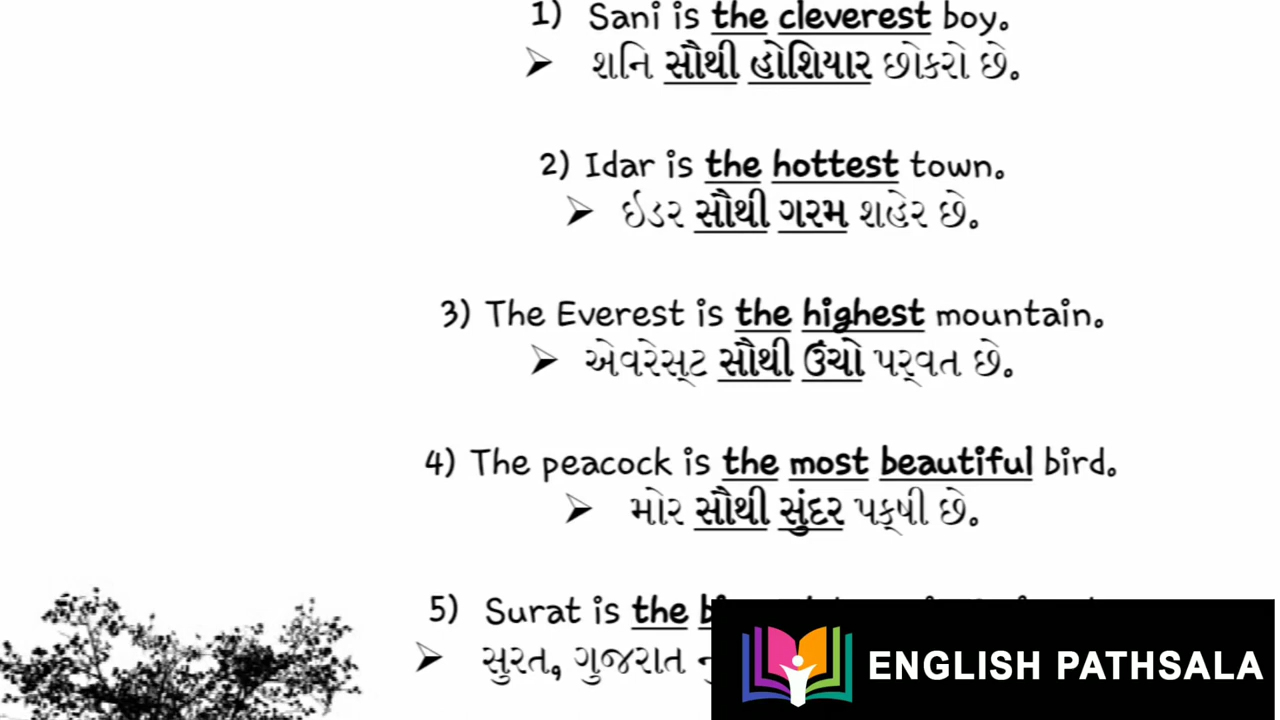 1) Sani is the cleverest boy.
➤ શનિ સૌથી હોશિયાર છોકરો છે.
2) Idar is the hottest town.
➤ ઇડર સૌથી ગરમ શહેર છે.
3) The Everest is the highest mountain.
➤ એવરેસ્ટ સૌથી ઉંચો પર્વત છે.
4) The peacock is the most beautiful bird.
➤ મોર સૌથી સુંદર પક્ષી છે.
5) Surat is the
➤ સુરત, ગુજરાત
ENGLISH PATHSALA